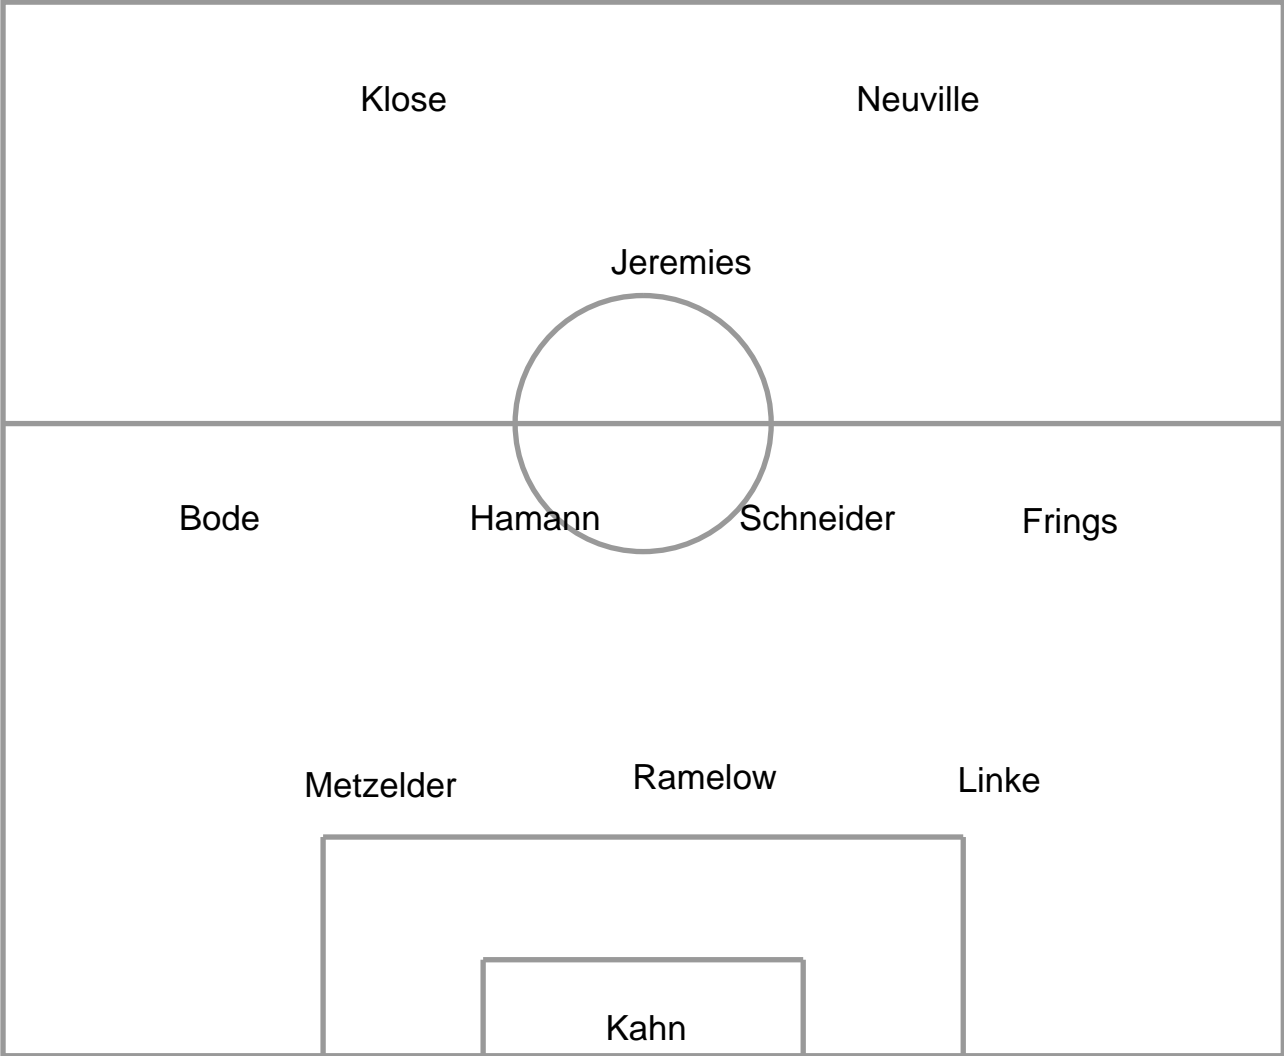 Klose Neuville
Jeremies
Bode Hamann Schneider Frings
Metzelder Ramelow Linke
Kahn